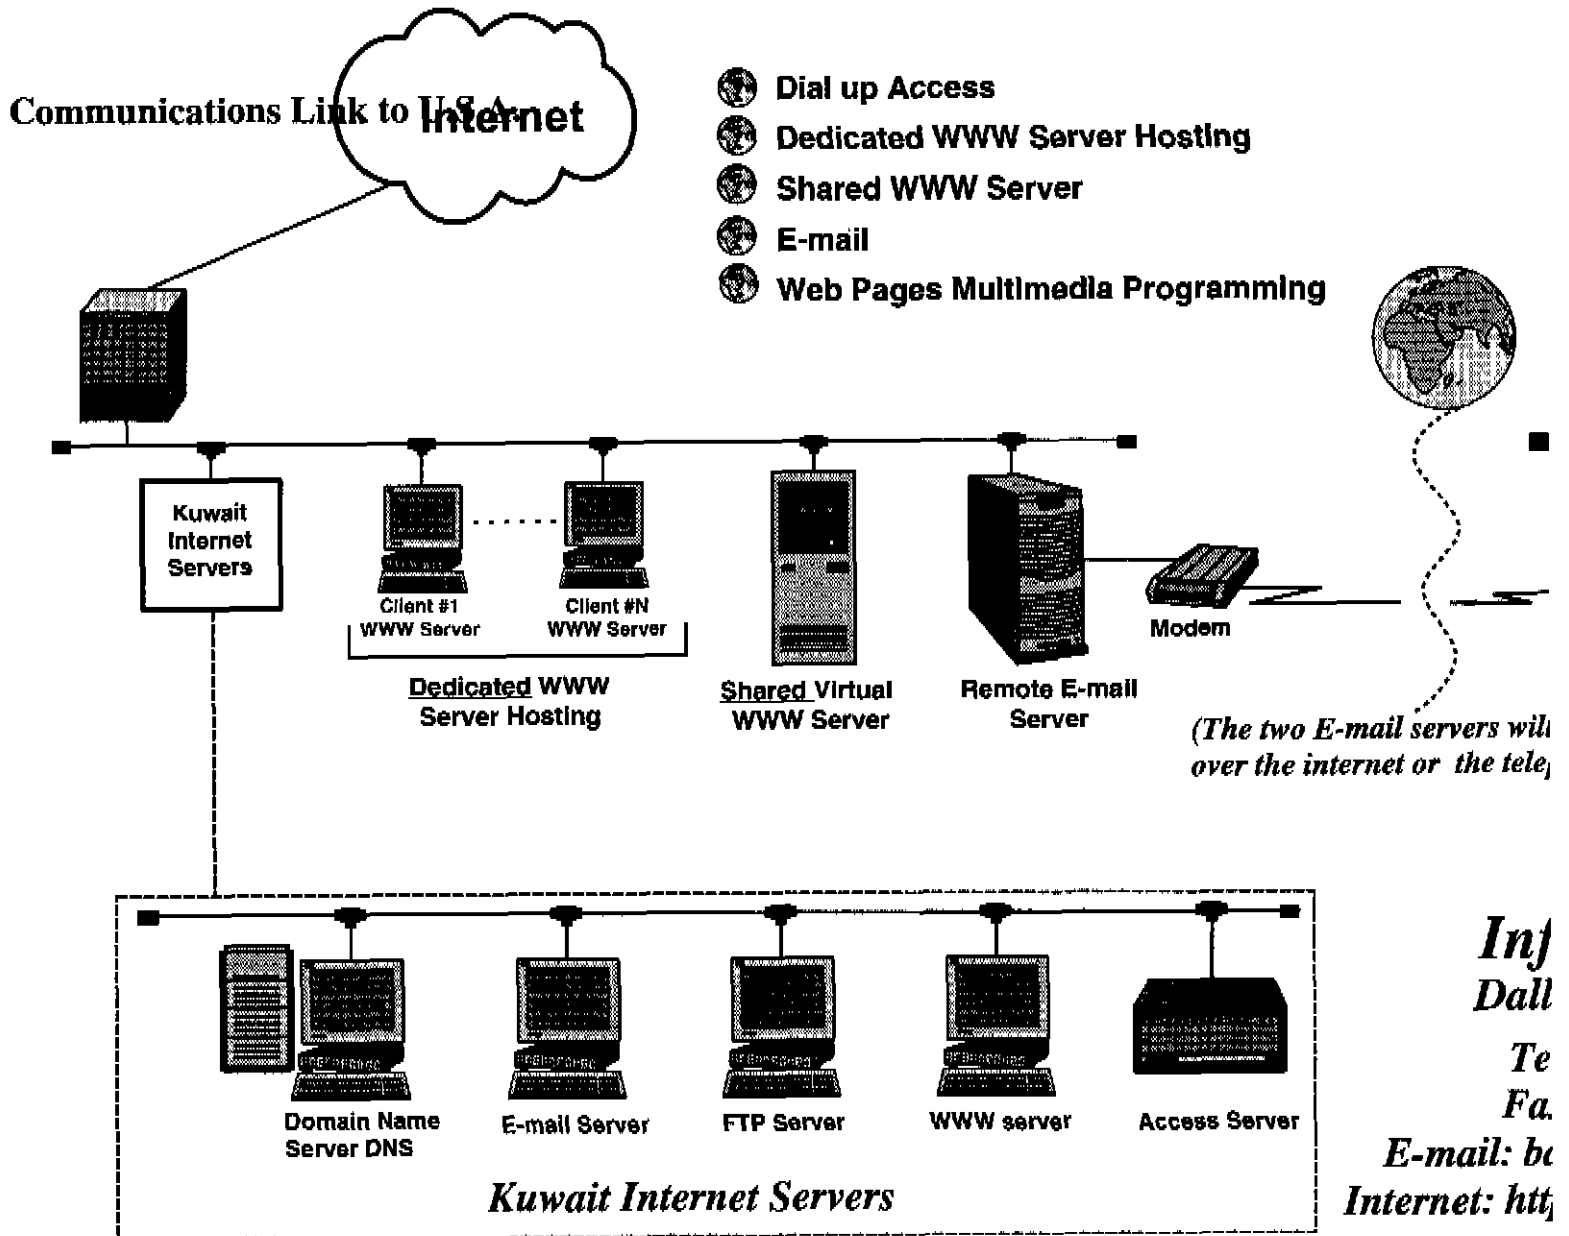 Communications Link to U.S.A.
Internet
Dial up Access
Dedicated WWW Server Hosting
Shared WWW Server
E-mail
Web Pages Multimedia Programming
Kuwait
Internet
Servers
Client #1
WWW Server
Client #N
WWW Server
Dedicated WWW
Server Hosting
Shared Virtual
WWW Server
Remote E-mail
Server
Modem
(The two E-mail servers will
over the internet or the
Domain Name
Server DNS
E-mail Server
FTP Server
WWW server
Access Server
Kuwait Internet Servers
E-mail:
Internet: